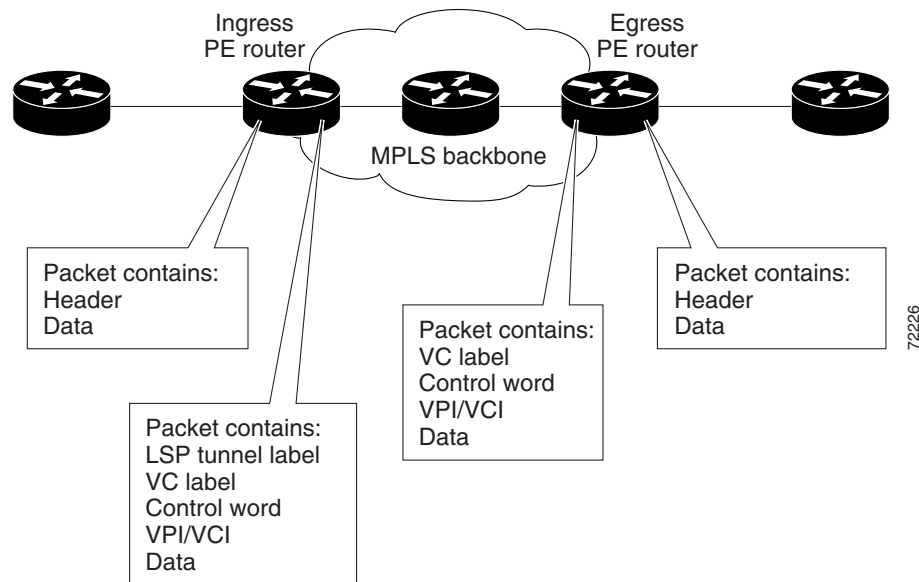 Ingress
PE router
Egress
PE router
MPLS backbone
Packet contains:
Header
Data
Packet contains:
LSP tunnel label
VC label
Control word
VPI/VCI
Data
Packet contains:
VC label
Control word
VPI/VCI
Data
Packet contains:
Header
Data
72226